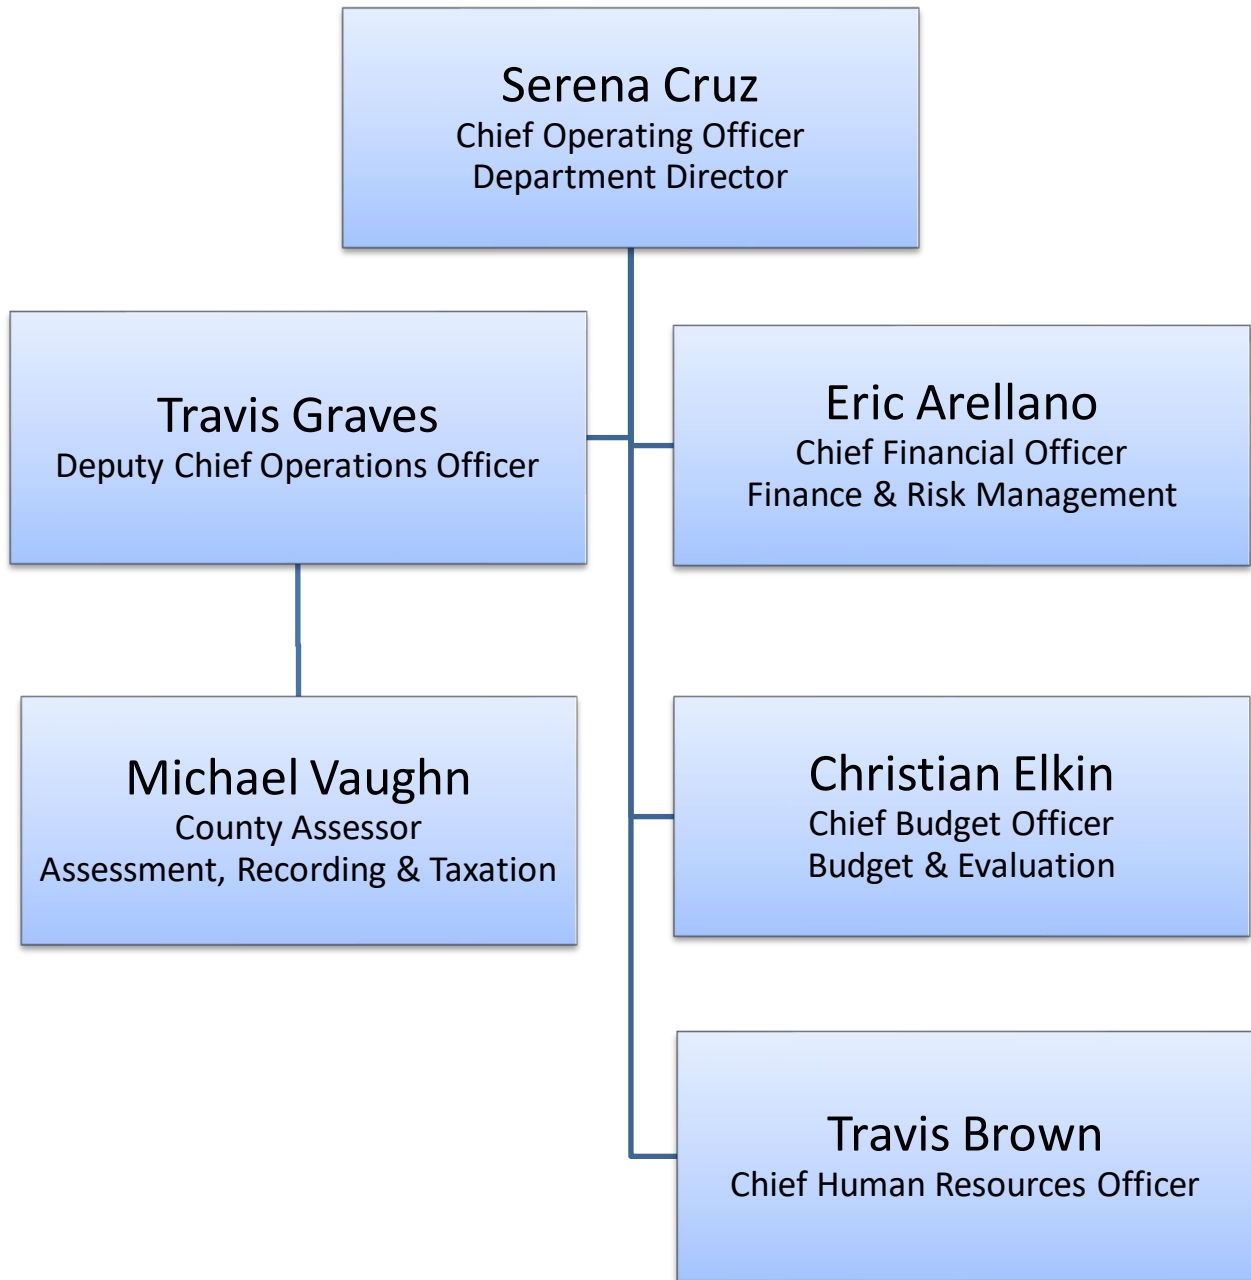 Serena Cruz
Chief Operating Officer
Department Director
Travis Graves
Deputy Chief Operations Officer
Eric Arellano
Chief Financial Officer
Finance & Risk Management
Michael Vaughn
County Assessor
Assessment, Recording & Taxation
Christian Elkin
Chief Budget Officer
Budget & Evaluation
Travis Brown
Chief Human Resources Officer